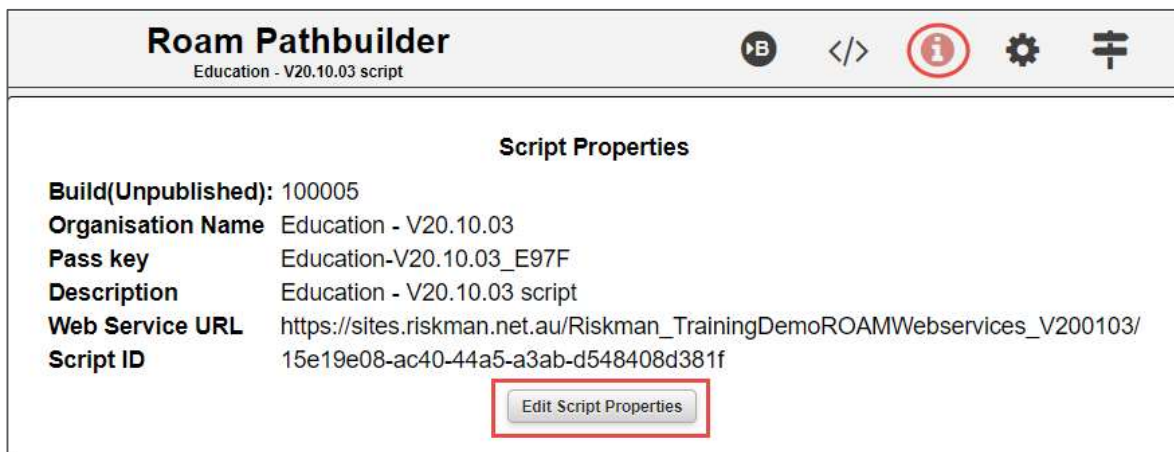 Roam Pathbuilder
Education - V20.10.03 script
B
</>
i
Script Properties
Build(Unpublished): 100005
Organisation Name Education - V20.10.03
Pass key Education-V20.10.03_E97F
Description Education - V20.10.03 script
Web Service URL https://sites.riskman.net.au/Riskman_TrainingDemoROAMWebservices_V200103/
Script ID 15e19e08-ac40-44a5-a3ab-d548408d381f
Edit Script Properties